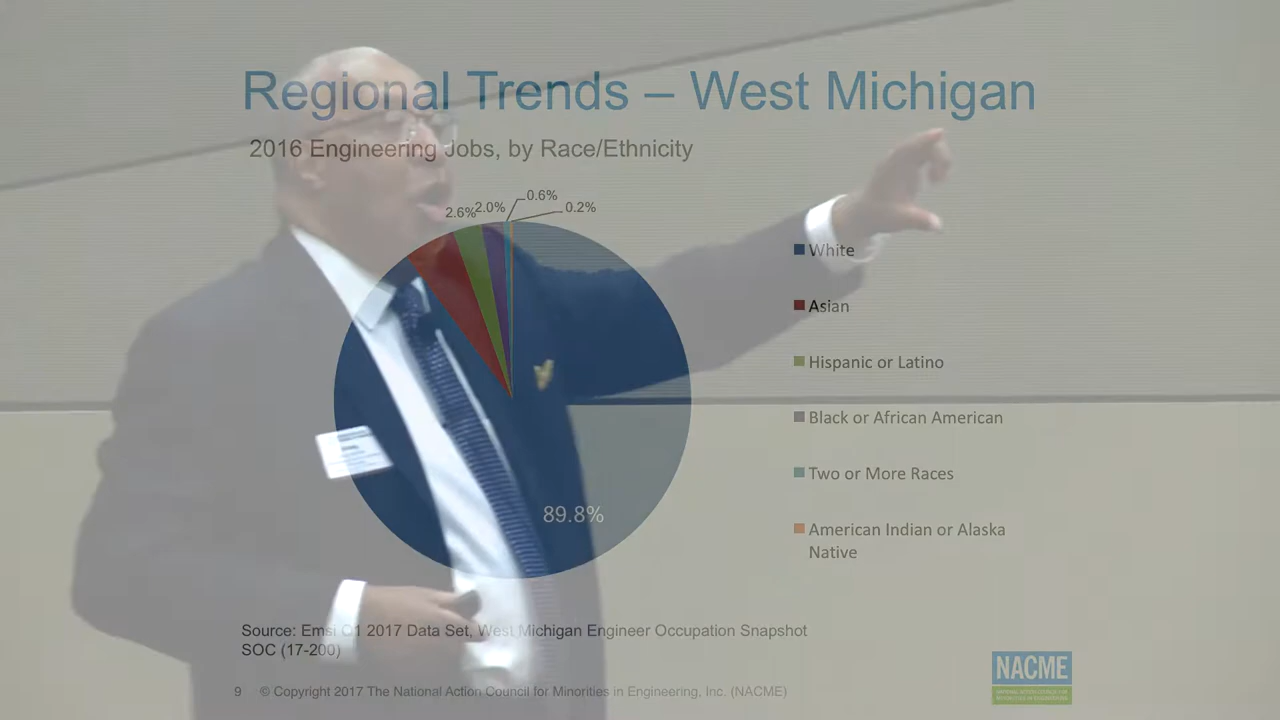 Regional Trends – West Michigan
2016 Engineering Jobs, by Race/Ethnicity
0.6%
2.6%
2.0%
0.2%
White
Asian
Hispanic or Latino
Black or African American
Two or More Races
American Indian or Alaska
Native
89.8%
Source: Emsi Q1 2017 Data Set, West Michigan Engineer Occupation Snapshot
SOC (17-200)
9 © Copyright 2017 The National Action Council for Minorities in Engineering, Inc. (NACME)
NACME